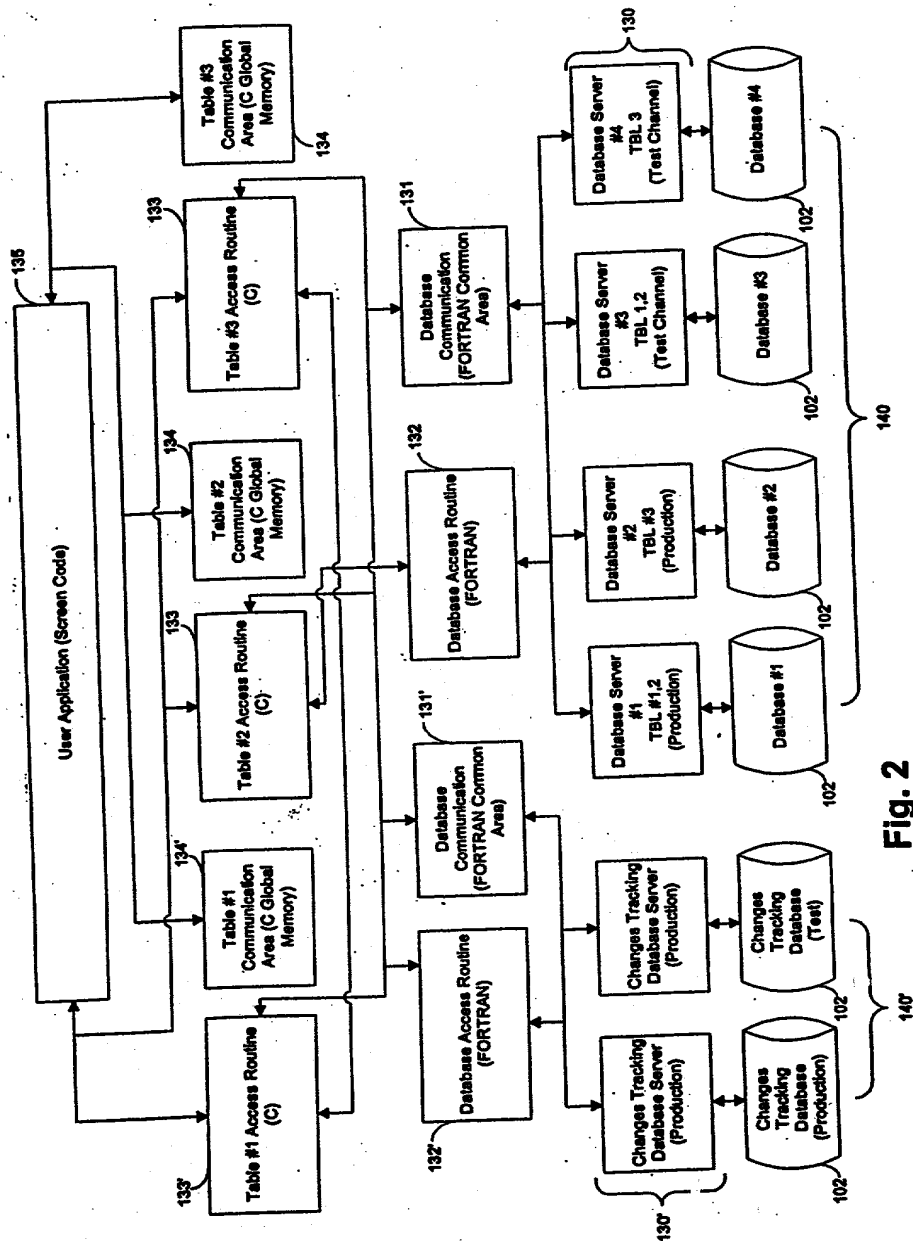 135
User Application (Screen Code)
133'
Table #1 Access Routine
(C)
134'
Table #1
Communication
Area (C Global
Memory)
133
Table #2 Access Routine
(C)
134
Table #2
Communication
Area (C Global
Memory)
133
Table #3 Access Routine
(C)
Table #3
Communication
Area (C Global
Memory)
134
132'
Database Access Routine
(FORTRAN)
131'
Database
Communication
(FORTRAN Common
Area)
132
Database Access Routine
(FORTRAN)
131
Database
Communication
(FORTRAN Common
Area)
130'
Changes Tracking
Database Server
(Production)
Changes Tracking
Database Server
(Production)
Database Server
#1
TBL #1,2
(Production)
Database Server
#2
TBL #3
(Production)
Database Server
#3
TBL 1,2
(Test Channel)
Database Server
#4
TBL 3
(Test Channel)
130
Changes
Tracking
Database
(Production)
102'
Changes
Tracking
Database
(Test)
102'
Database #1
102
Database #2
102
Database #3
102
Database #4
102
140'
140
Fig. 2